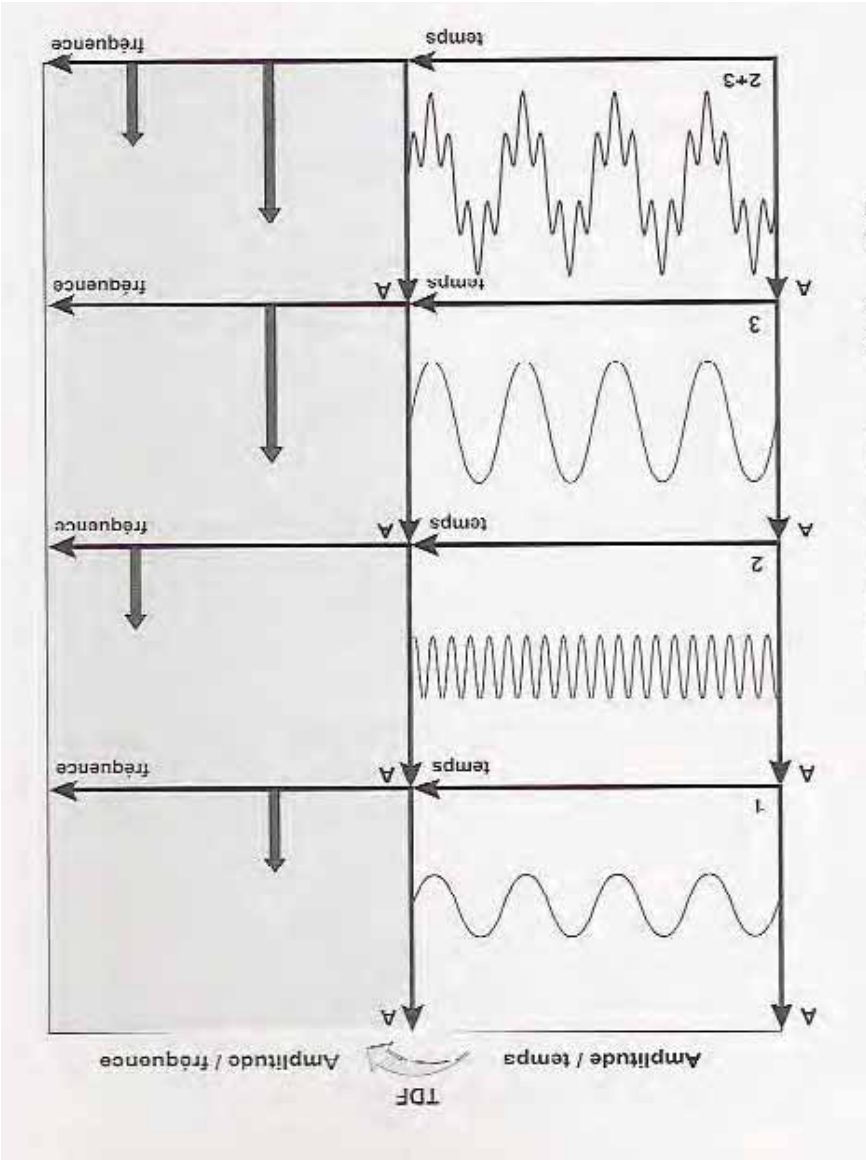 TDF
Amplitude / temps Amplitude / fréquence
A A
1
temps fréquence
A A
2
temps fréquence
A A
3
temps fréquence
A A
2+3
temps fréquence